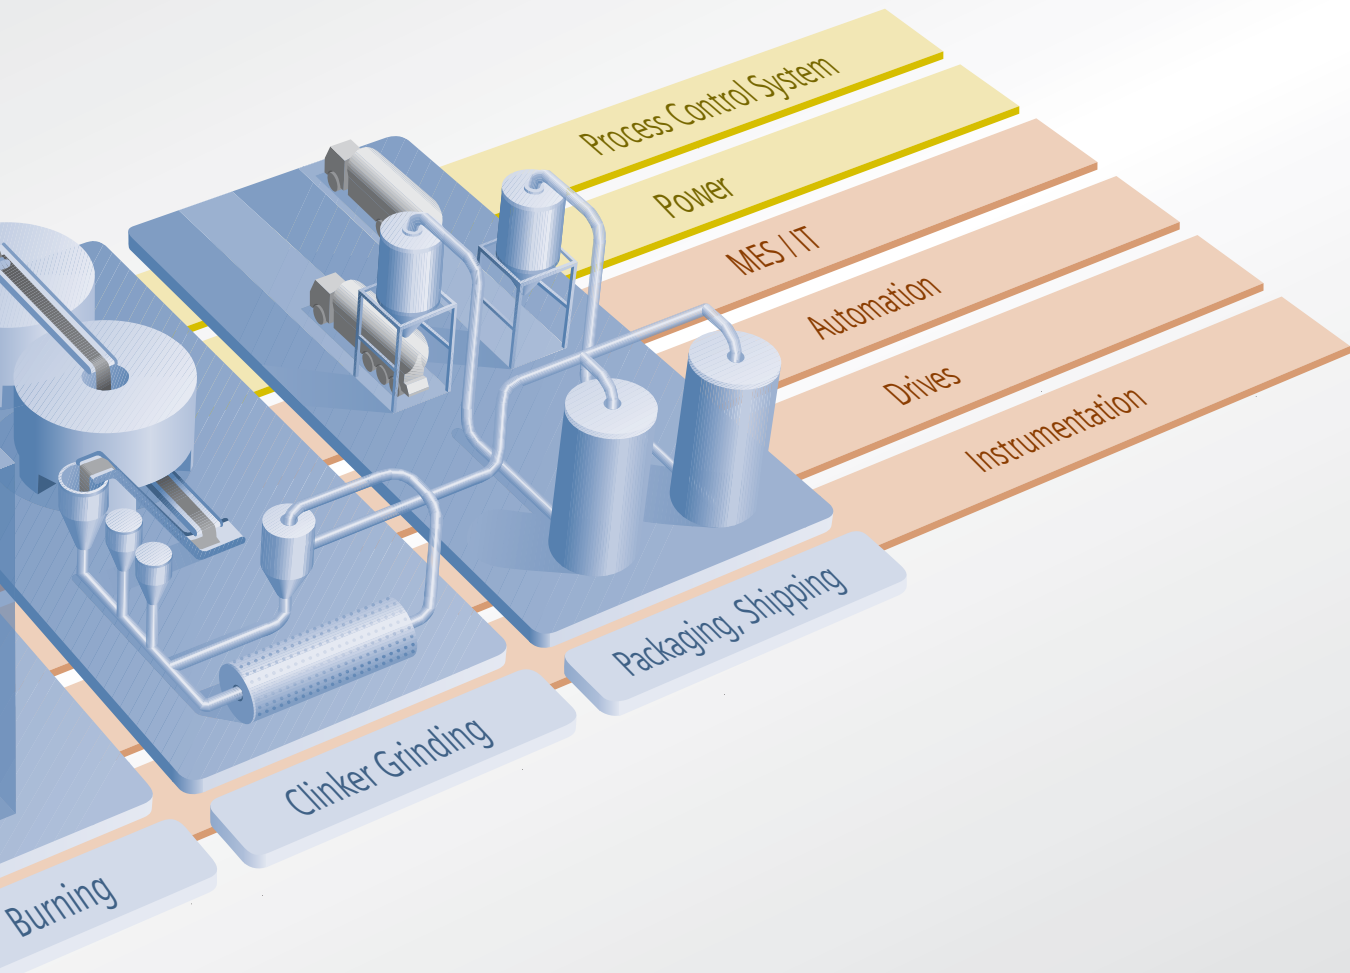 Process Control System
Power
MES / IT
Automation
Drives
Instrumentation
Packaging, Shipping
Clinker Grinding
Burning